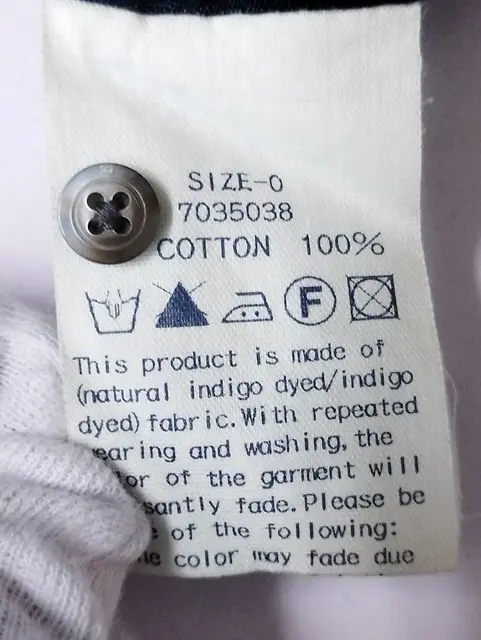 SIZE-0
7035038
COTTON 100%
F
This product is made of
(natural indigo dyed/indigo
dyed) fabric. With repeated
and washing, the
of the garment will
fade. Please be
of the following:
color may fade due